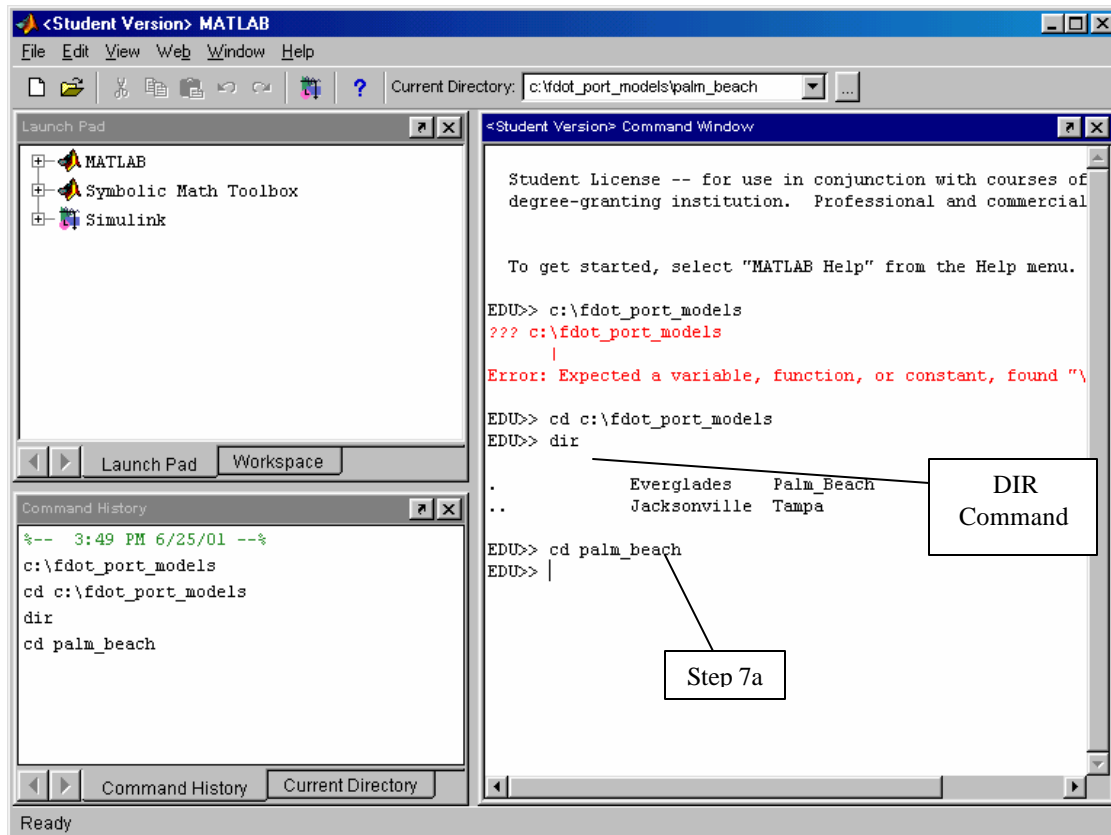 <Student Version> MATLAB
File Edit View Web Window Help
? Current Directory: c:\fdot_port_models\palm_beach ...
Launch Pad
MATLAB
Symbolic Math Toolbox
Simulink
Launch Pad Workspace
Command History
%-- 3:49 PM 6/25/01 --%
c:\fdot_port_models
cd c:\fdot_port_models
dir
cd palm_beach
Command History Current Directory
<Student Version> Command Window
Student License -- for use in conjunction with courses of
degree-granting institution. Professional and commercial
To get started, select "MATLAB Help" from the Help menu.
EDU>> c:\fdot_port_models
??? c:\fdot_port_models
|
Error: Expected a variable, function, or constant, found "\
EDU>> cd c:\fdot_port_models
EDU>> dir
. Everglades Palm_Beach
.. Jacksonville Tampa
EDU>> cd palm_beach
EDU>>
DIR
Command
Step 7a
Ready